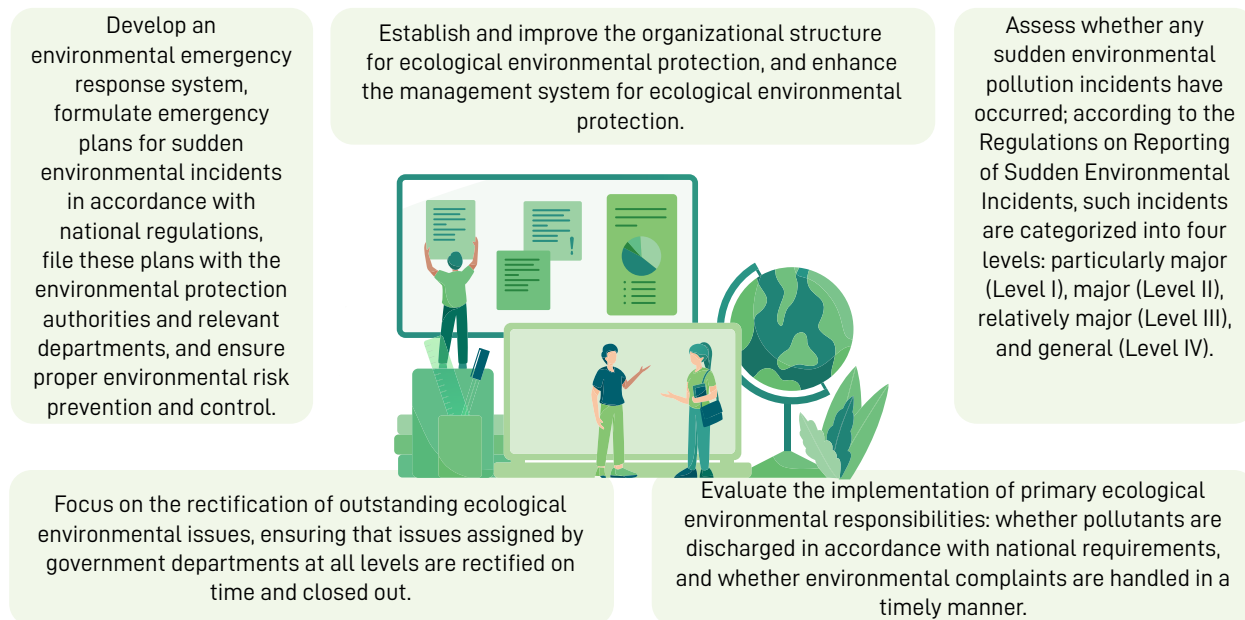 Develop an
environmental emergency
response system,
formulate emergency
plans for sudden
environmental incidents
in accordance with
national regulations,
file these plans with the
environmental protection
authorities and relevant
departments, and ensure
proper environmental risk
prevention and control.
Establish and improve the organizational structure
for ecological environmental protection, and enhance
the management system for ecological environmental
protection.
Assess whether any
sudden environmental
pollution incidents have
occurred; according to the
Regulations on Reporting
of Sudden Environmental
Incidents, such incidents
are categorized into four
levels: particularly major
(Level I), major (Level II),
relatively major (Level III),
and general (Level IV).
Focus on the rectification of outstanding ecological
environmental issues, ensuring that issues assigned by
government departments at all levels are rectified on
time and closed out.
Evaluate the implementation of primary ecological
environmental responsibilities: whether pollutants are
discharged in accordance with national requirements,
and whether environmental complaints are handled in a
timely manner.